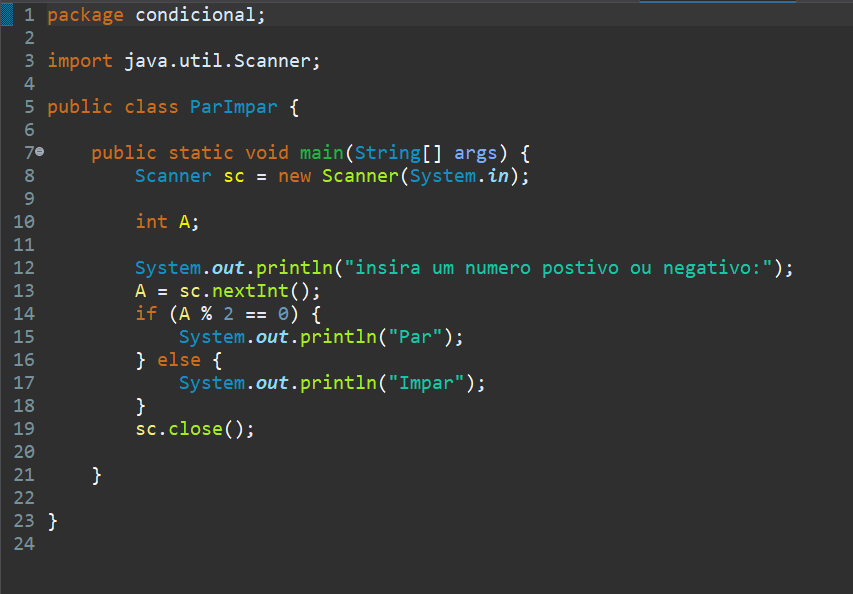 1 package condicional;
2
3 import java.util.Scanner;
4
5 public class ParImpar {
6
7 public static void main(String[] args) {
8 Scanner sc = new Scanner(System.in);
9
10 int A;
11
12 System.out.println("insira um numero postivo ou negativo:");
13 A = sc.nextInt();
14 if (A % 2 == 0) {
15 System.out.println("Par");
16 } else {
17 System.out.println("Impar");
18 }
19 sc.close();
20
21 }
22
23 }
24